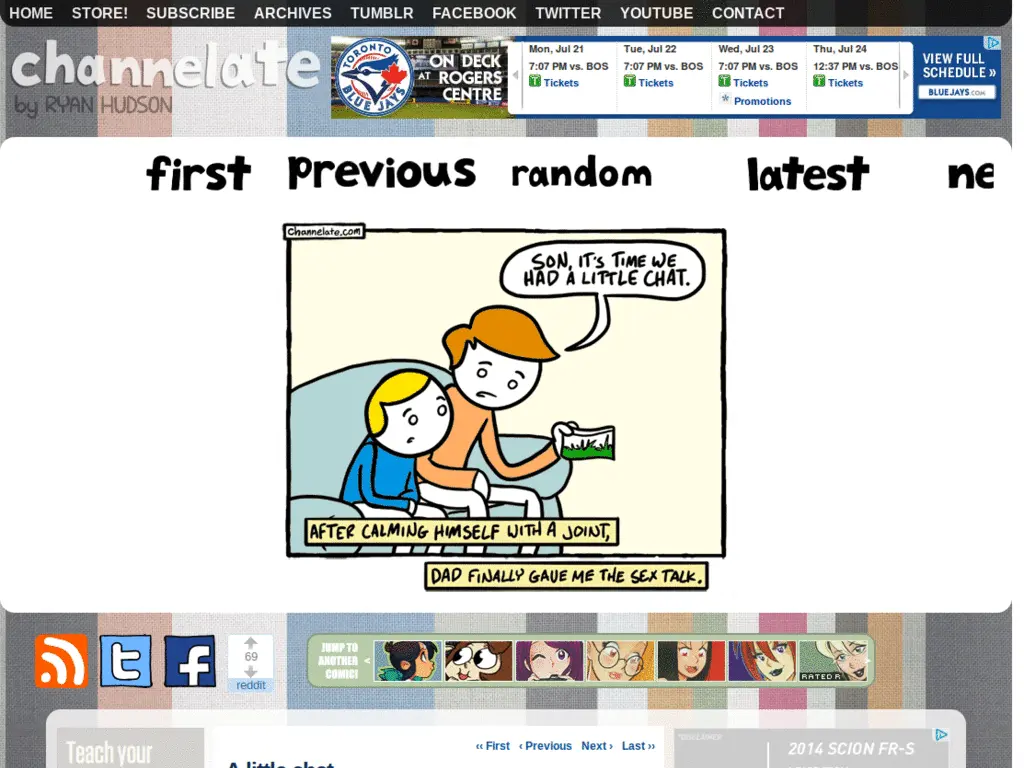 HOME STORE! SUBSCRIBE ARCHIVES TUMBLR FACEBOOK TWITTER YOUTUBE CONTACT
channelate
by RYAN HUDSON
TORONTO
BLUE JAYS
ON DECK
AT ROGERS
CENTRE
Mon, Jul 21
7:07 PM vs. BOS
Tickets
Tue, Jul 22
7:07 PM vs. BOS
Tickets
Wed, Jul 23
7:07 PM vs. BOS
Tickets
Promotions
Thu, Jul 24
12:37 PM vs. BOS
Tickets
VIEW FULL
SCHEDULE »
BLUEJAYS.COM
first previous random latest ne
Channelate.com
SON, IT'S TIME WE
HAD A LITTLE CHAT.
AFTER CALMING HIMSELF WITH A JOINT,
DAD FINALLY GAVE ME THE SEX TALK.
69
reddit
JUMP TO
ANOTHER <
COMIC!
RATED R
Teach your
‹‹ First ‹ Previous Next › Last ››
A little chat
*DISCLAIMER
2014 SCION FR-S